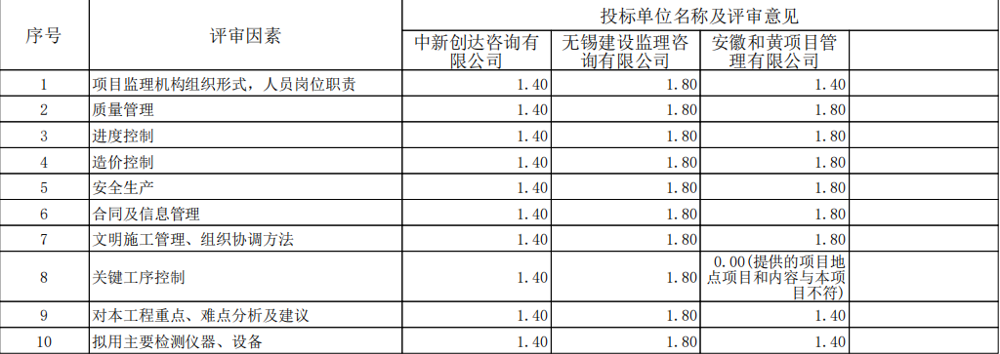 序号 评审因素 投标单位名称及评审意见
中新创达咨询有限公司 无锡建设监理咨询有限公司 安徽和黄项目管理有限公司
1 项目监理机构组织形式，人员岗位职责 1.40 1.80 1.40
2 质量管理 1.40 1.80 1.80
3 进度控制 1.40 1.80 1.80
4 造价控制 1.40 1.80 1.80
5 安全生产 1.40 1.80 1.80
6 合同及信息管理 1.40 1.80 1.80
7 文明施工管理、组织协调方法 1.40 1.80 1.80
8 关键工序控制 1.40 1.80 0.00(提供的项目地点项目和内容与本项目不符)
9 对本工程重点、难点分析及建议 1.40 1.80 1.40
10 拟用主要检测仪器、设备 1.40 1.80 1.40